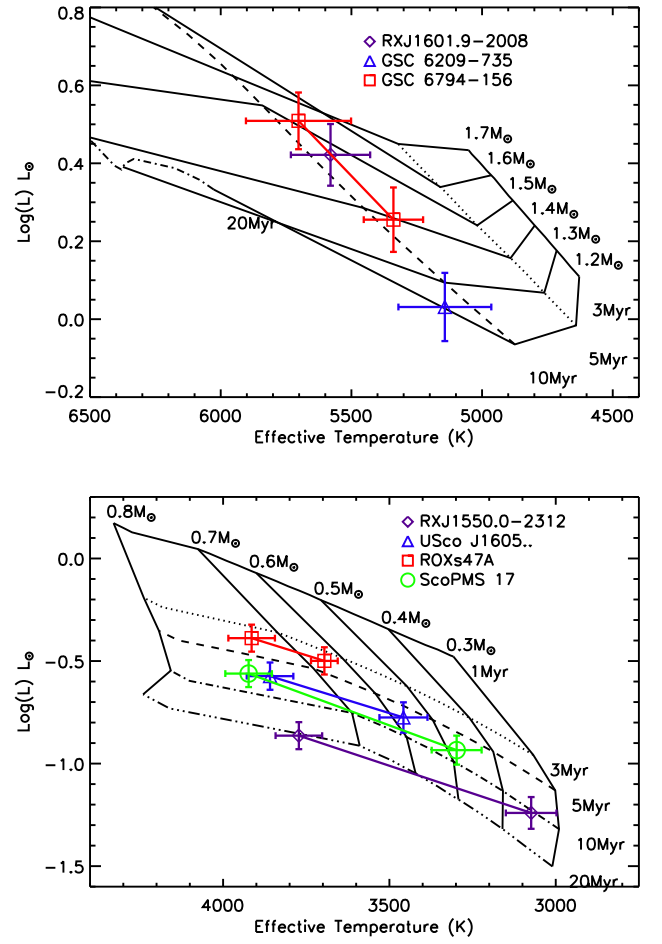 0.8
RXJ1601.9−2008
GSC 6209−735
GSC 6794−156
0.6
1.7M⊙
1.6M⊙
0.4
1.5M⊙
1.4M⊙
Log(L) L⊙
1.3M⊙
0.2
20Myr
1.2M⊙
3Myr
0.0
5Myr
10Myr
−0.2
6500 6000 5500 5000 4500
Effective Temperature (K)
0.8M⊙
RXJ1550.0−2312
0.7M⊙
USco J1605..
0.0
0.6M⊙
ROXs47A
0.5M⊙
ScoPMS 17
0.4M⊙
0.3M⊙
−0.5
1Myr
Log(L) L⊙
−1.0
3Myr
5Myr
10Myr
−1.5
20Myr
4000 3500 3000
Effective Temperature (K)